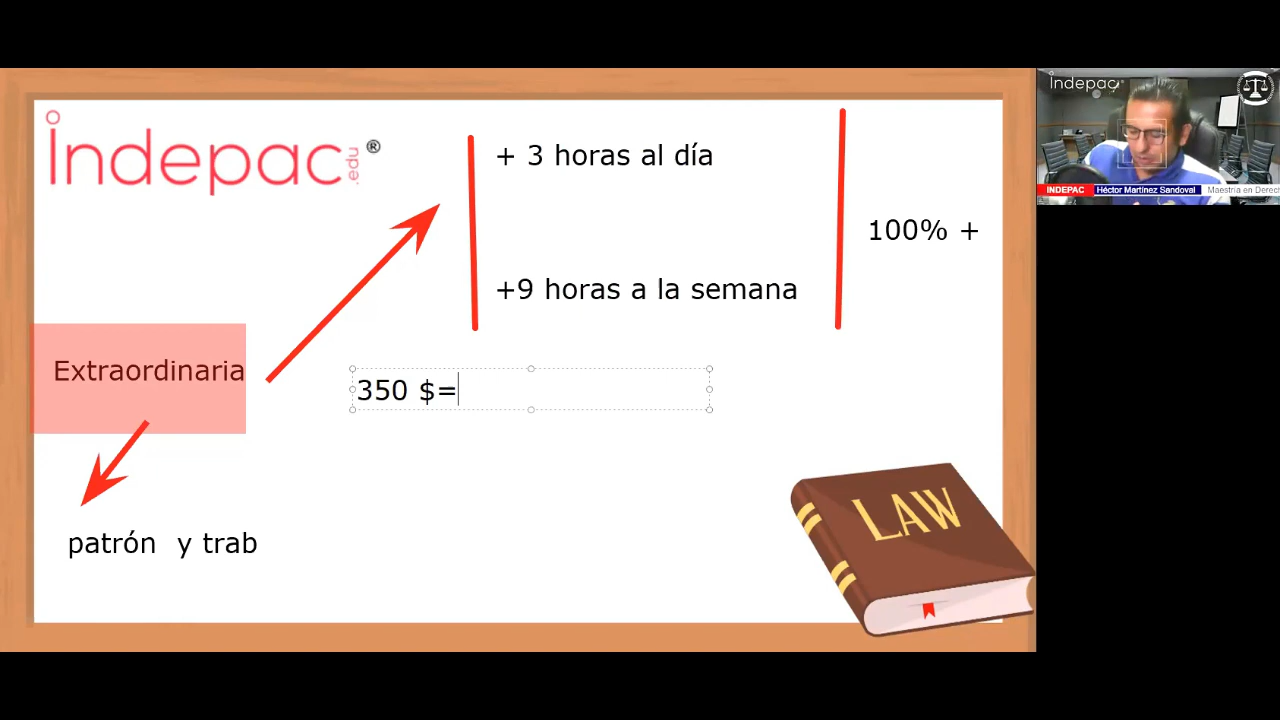 indepac .edu ®
+ 3 horas al día
100% +
+9 horas a la semana
Extraordinaria
350 $=
patrón y trab
LAW
indepac
INDEPAC Héctor Martínez Sandoval Maestría en Derec